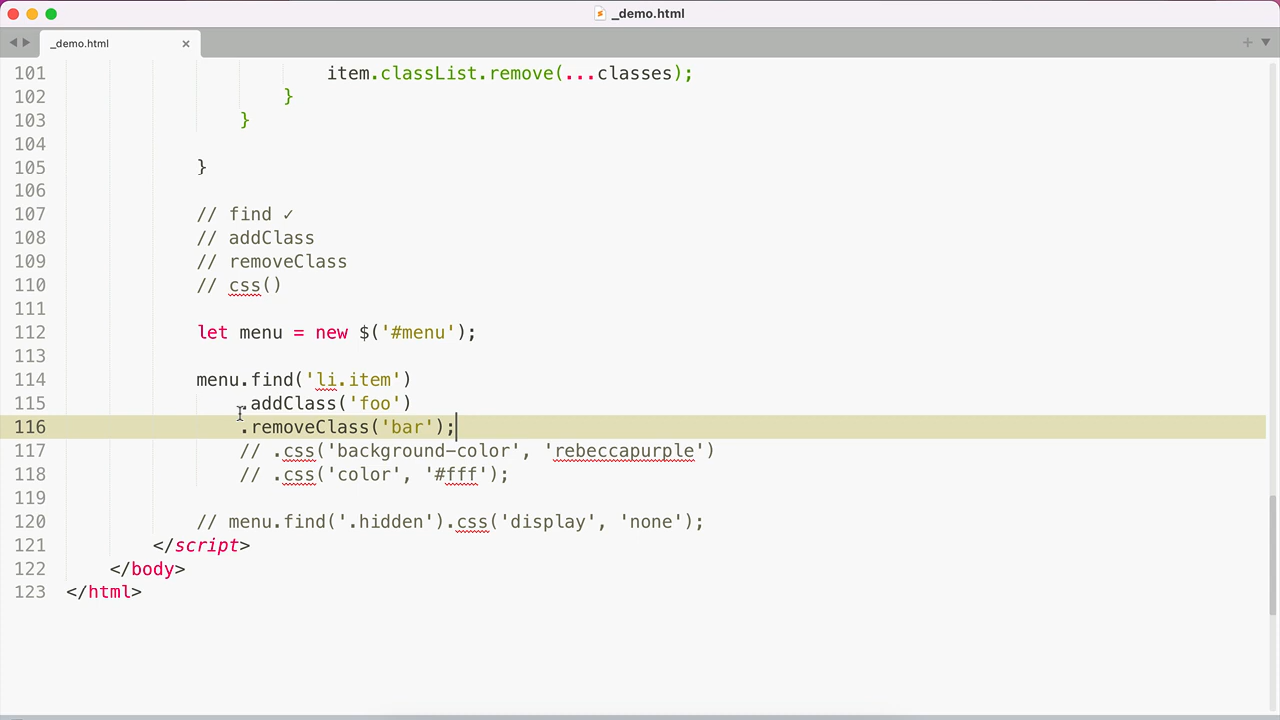 _demo.html
_demo.html
101 item.classList.remove(...classes);
102 }
103 }
104
105 }
106
107 // find ✓
108 // addClass
109 // removeClass
110 // css()
111
112 let menu = new $('#menu');
113
114 menu.find('li.item')
115 .addClass('foo')
116 .removeClass('bar');
117 // .css('background-color', 'rebeccapurple')
118 // .css('color', '#fff');
119
120 // menu.find('.hidden').css('display', 'none');
121 </script>
122 </body>
123 </html>